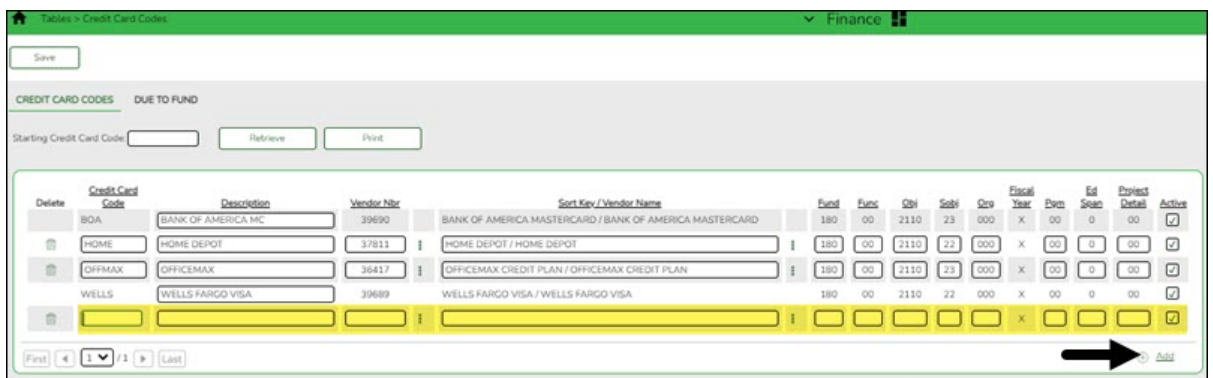 Tables > Credit Card Codes
Finance
Save
CREDIT CARD CODES DUE TO FUND
Starting Credit Card Code: Retrieve Print
Delete Credit Card Code Description Vendor Nbr Sort Key / Vendor Name Fund Func Obj Sobj Org Fiscal Year Pgm Ed Span Project Detail Active
BOA BANK OF AMERICA MC 39690 BANK OF AMERICA MASTERCARD / BANK OF AMERICA MASTERCARD 180 00 2110 23 000 X 00 0 00
HOME HOME DEPOT 37811 HOME DEPOT / HOME DEPOT 180 00 2110 22 000 X 00 0 00
OFFMAX OFFICEMAX 36417 OFFICEMAX CREDIT PLAN / OFFICEMAX CREDIT PLAN 180 00 2110 23 000 X 00 0 00
WELLS WELLS FARGO VISA 39689 WELLS FARGO VISA / WELLS FARGO VISA 180 00 2110 22 000 X 00 0 00
X
First 1 / 1 Last Add